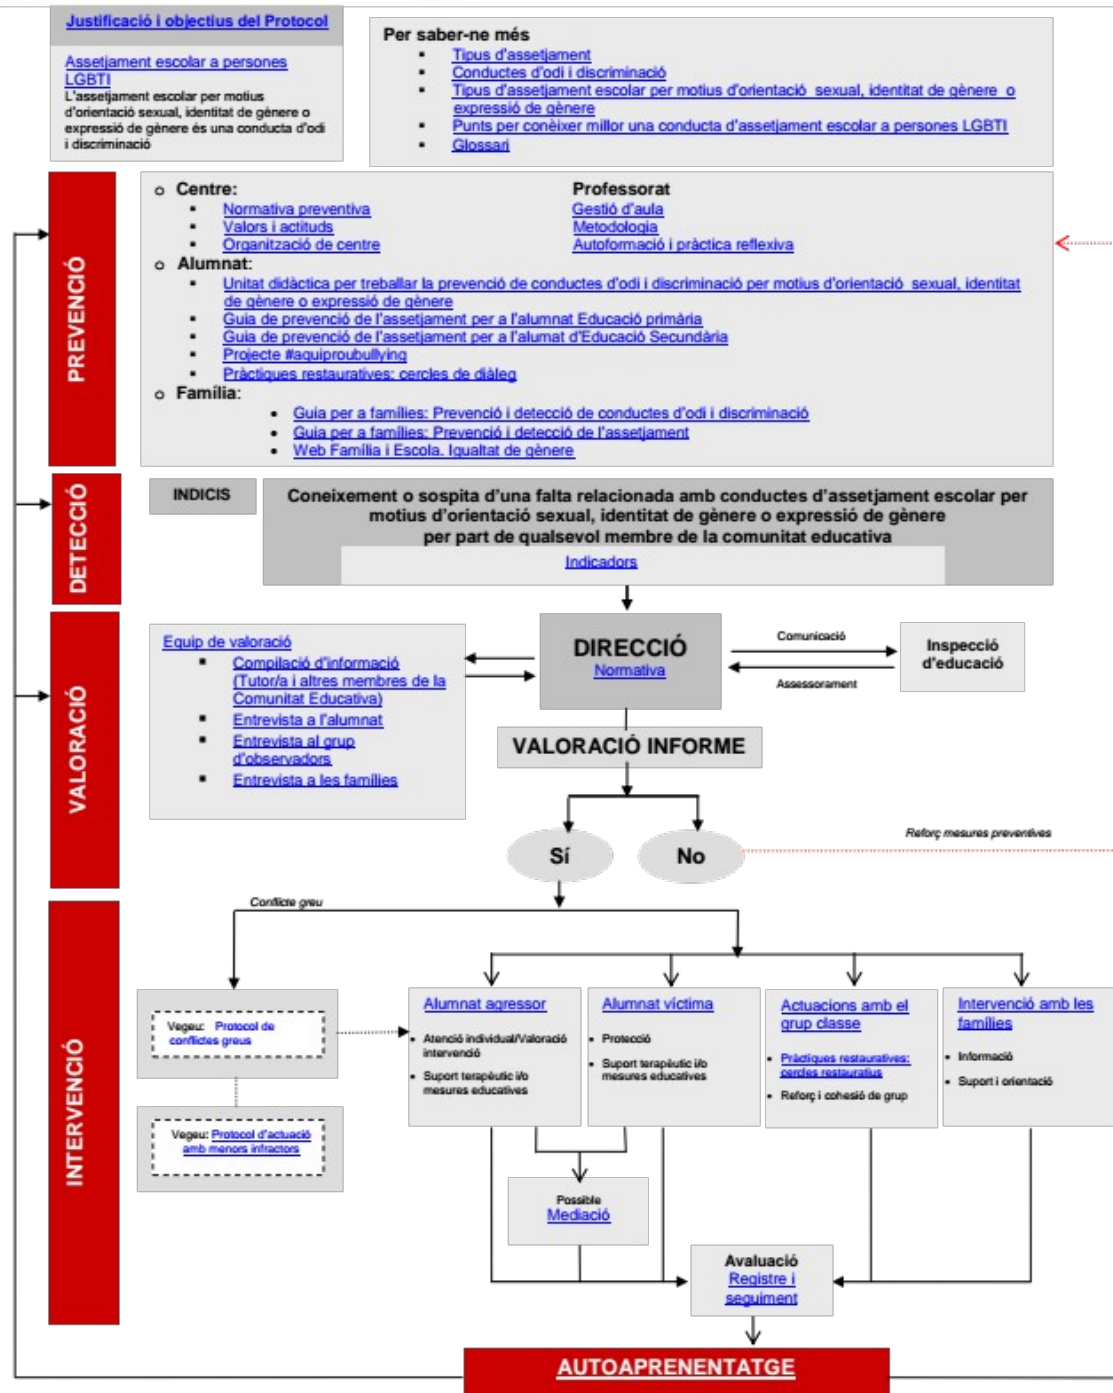 Justificació i objectius del Protocol
Assetjament escolar a persones
LGBTI
L'assetjament escolar per motius
d'orientació sexual, identitat de gènere o
expressió de gènere és una conducta d'odi
i discriminació
Per saber-ne més
Tipus d'assetjament
Conductes d'odi i discriminació
Tipus d'assetjament escolar per motius d'orientació sexual, identitat de gènere o
expressió de gènere
Punts per conèixer millor una conducta d'assetjament escolar a persones LGBTI
Glossari
PREVENCIÓ
Centre:
Normativa preventiva
Valors i actituds
Organització de centre
Professorat
Gestió d'aula
Metodologia
Autoformació i pràctica reflexiva
Alumnat:
Unitat didàctica per treballar la prevenció de conductes d'odi i discriminació per motius d'orientació sexual, identitat
de gènere o expressió de gènere
Guia de prevenció de l'assetjament per a l'alumnat Educació primària
Guia de prevenció de l'assetjament per a l'alumat d'Educació Secundària
Projecte #aquiproubullying
Pràctiques restauratives: cercles de diàleg
Família:
Guia per a famílies: Prevenció i detecció de conductes d'odi i discriminació
Guia per a famílies: Prevenció i detecció de l'assetjament
Web Família i Escola. Igualtat de gènere
DETECCIÓ
INDICIS
Coneixement o sospita d'una falta relacionada amb conductes d'assetjament escolar per
motius d'orientació sexual, identitat de gènere o expressió de gènere
per part de qualsevol membre de la comunitat educativa
Indicadors
VALORACIÓ
Equip de valoració
Compilació d'informació
(Tutor/a i altres membres de la
Comunitat Educativa)
Entrevista a l'alumnat
Entrevista al grup
d'observadors
Entrevista a les famílies
DIRECCIÓ
Normativa
Comunicació
Assessorament
Inspecció
d'educació
VALORACIÓ INFORME
Sí
No
Reforç mesures preventives
INTERVENCIÓ
Conflicte greu
Vegeu: Protocol de
conflictes greus
Vegeu: Protocol d'actuació
amb menors infractors
Alumnat agressor
Atenció individual/Valoració
intervenció
Suport terapèutic i/o
mesures educatives
Alumnat víctima
Protecció
Suport terapèutic i/o
mesures educatives
Actuacions amb el
grup classe
Pràctiques restauratives:
cercles restauratius
Reforç i cohesió de grup
Intervenció amb les
famílies
Informació
Suport i orientació
Possible
Mediació
Avaluació
Registre i
seguiment
AUTOAPRENENTATGE